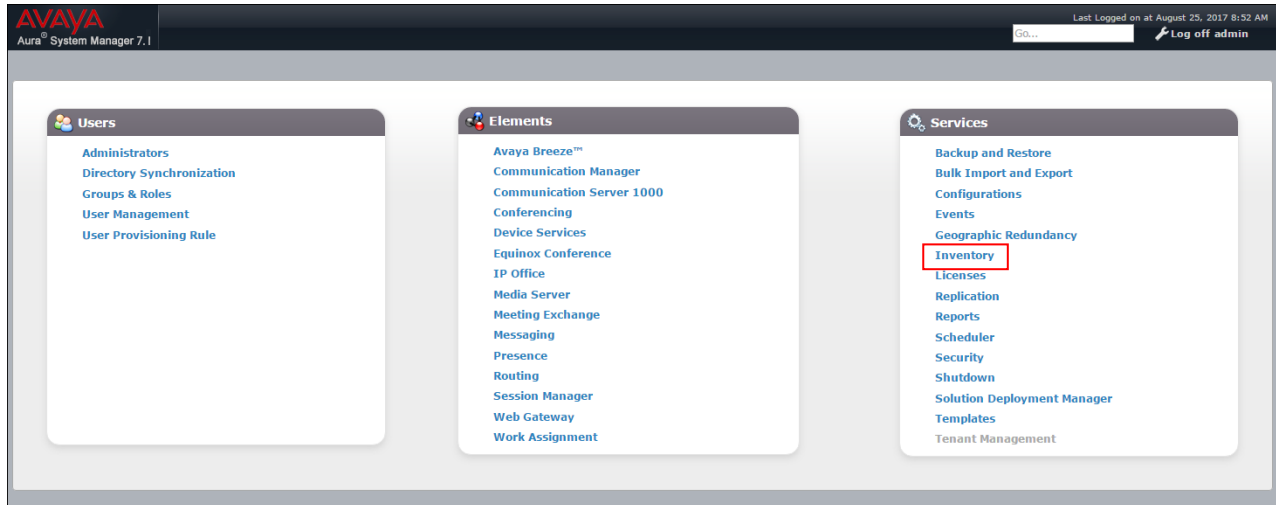 AVAYA
Aura® System Manager 7.1
Last Logged on at August 25, 2017 8:52 AM
Go...
Log off admin
Users
Administrators
Directory Synchronization
Groups & Roles
User Management
User Provisioning Rule
Elements
Avaya Breeze™
Communication Manager
Communication Server 1000
Conferencing
Device Services
Equinox Conference
IP Office
Media Server
Meeting Exchange
Messaging
Presence
Routing
Session Manager
Web Gateway
Work Assignment
Services
Backup and Restore
Bulk Import and Export
Configurations
Events
Geographic Redundancy
Inventory
Licenses
Replication
Reports
Scheduler
Security
Shutdown
Solution Deployment Manager
Templates
Tenant Management